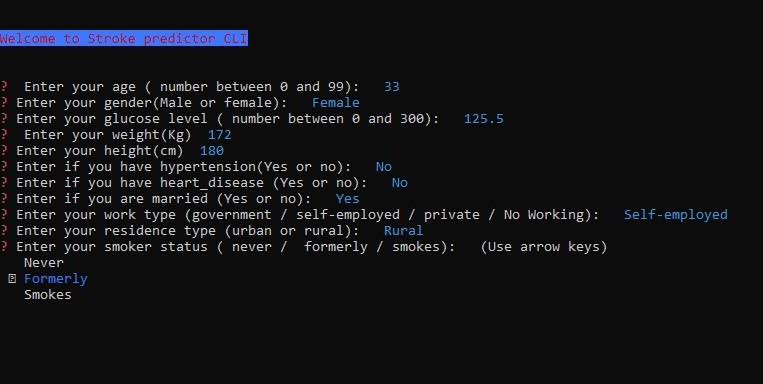 Welcome to Stroke predictor CLI
?  Enter your age ( number between 0 and 99):   33
? Enter your gender(Male or female):   Female
? Enter your glucose level ( number between 0 and 300):   125.5
?  Enter your weight(Kg)  172
? Enter your height(cm)  180
? Enter if you have hypertension(Yes or no):   No
? Enter if you have heart_disease (Yes or no):   No
? Enter if you are married (Yes or no):   Yes
? Enter your work type (government / self-employed / private / No Working):   Self-employed
? Enter your residence type (urban or rural):  Rural
? Enter your smoker status ( never /  formerly / smokes):   (Use arrow keys)
Never
Formerly
Smokes